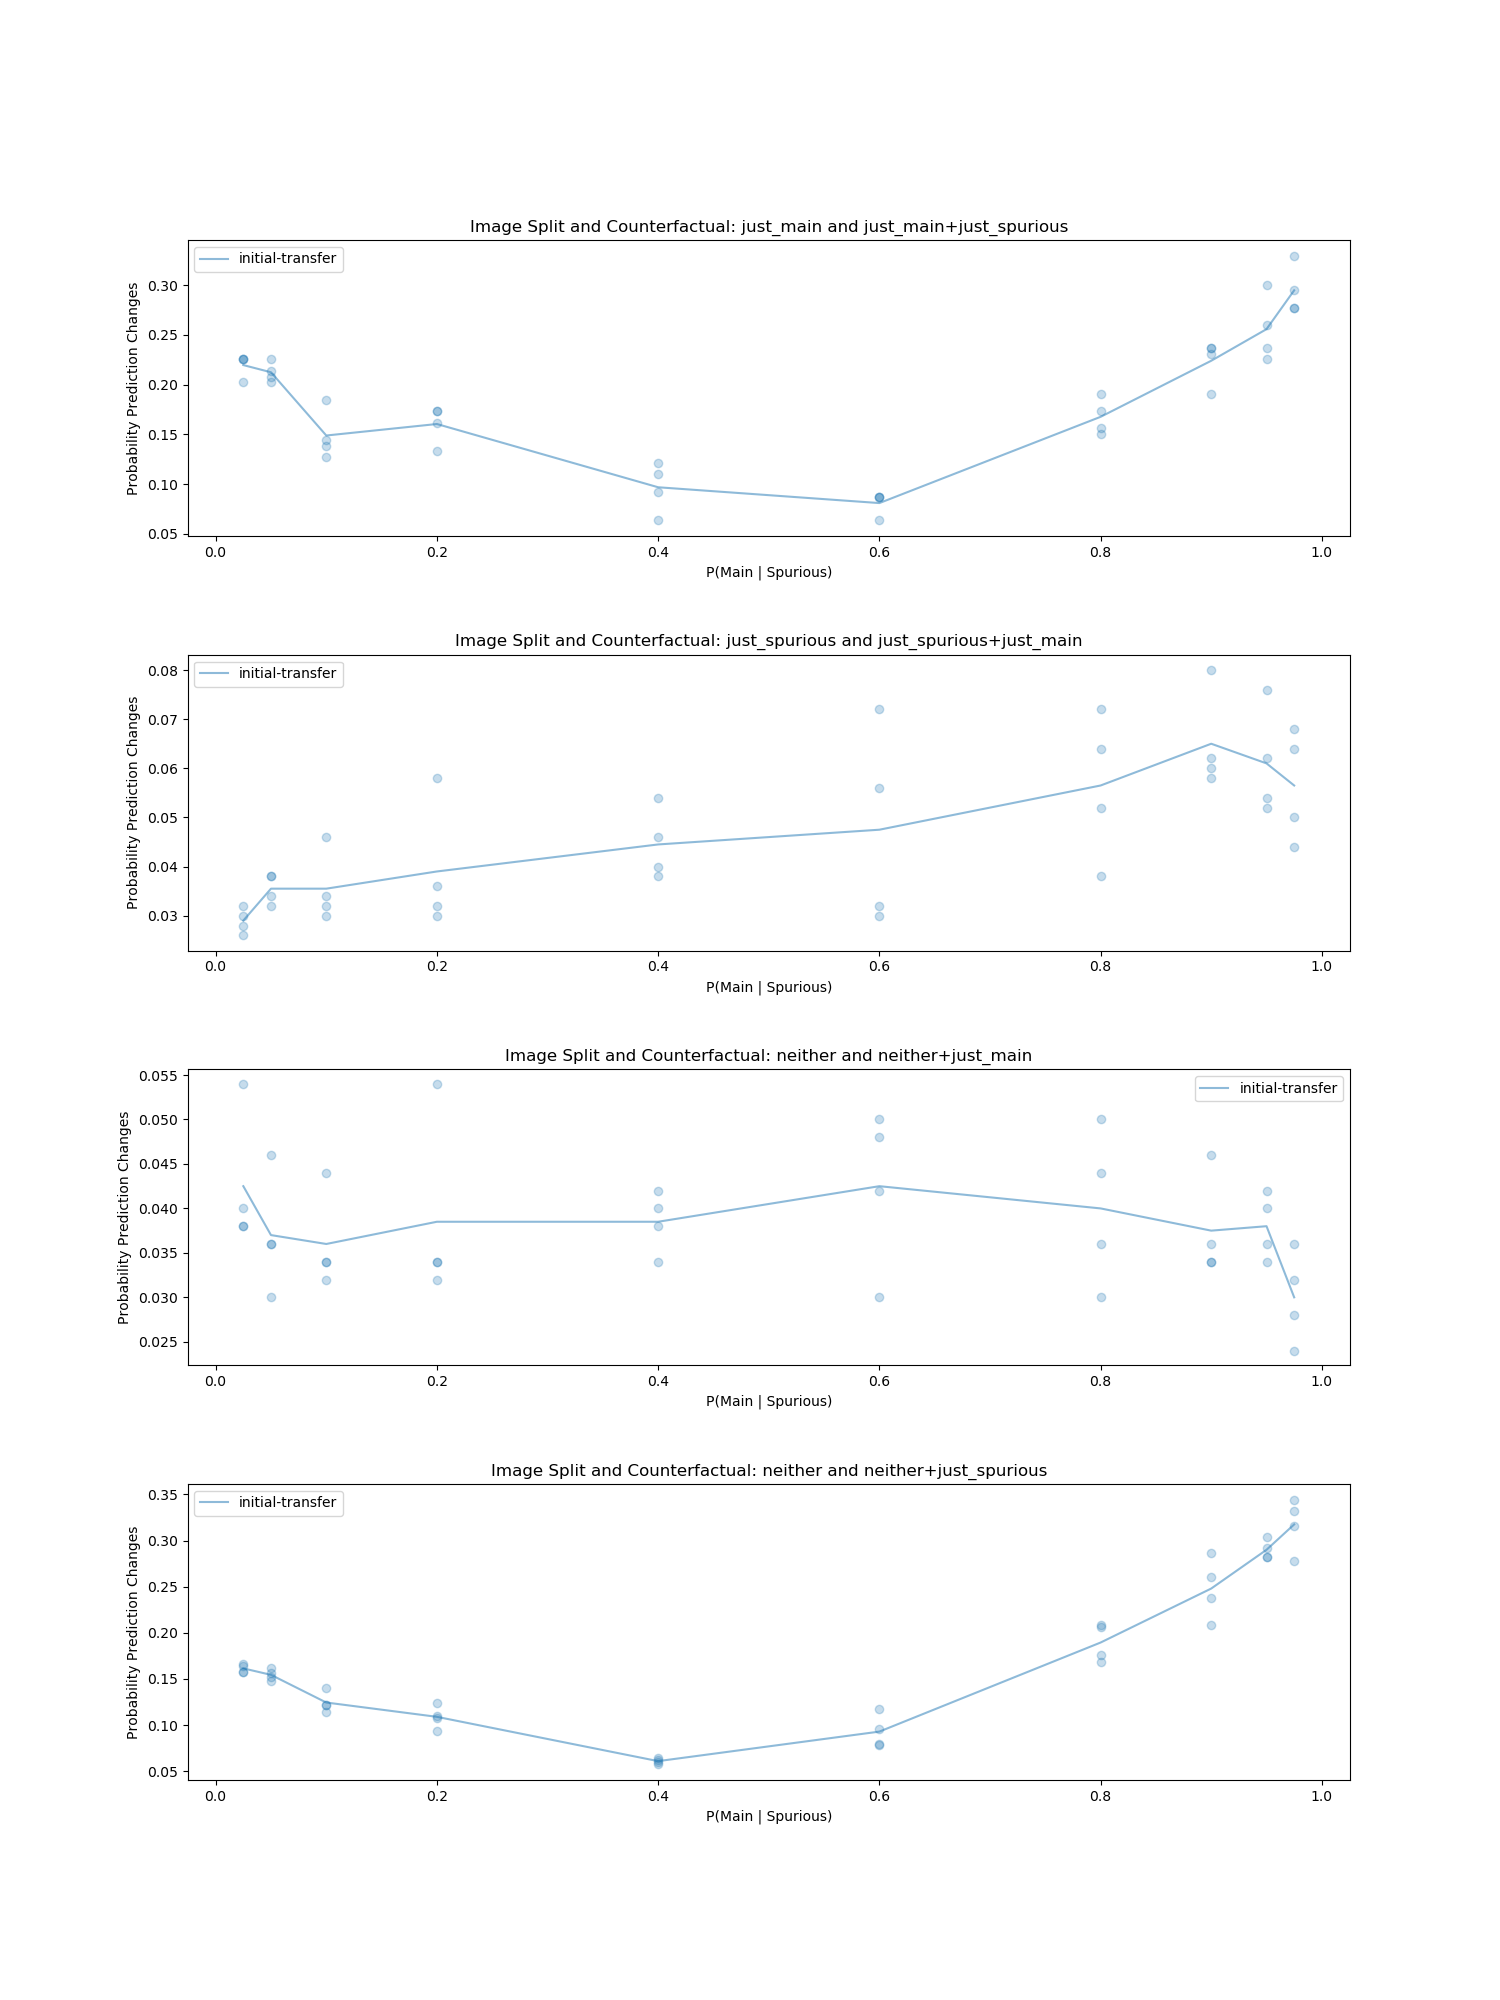 Image Split and Counterfactual: just_main and just_main+just_spurious
initial-transfer
Probability Prediction Changes
0.30
0.25
0.20
0.15
0.10
0.05
0.0 0.2 0.4 0.6 0.8 1.0
P(Main | Spurious)
Image Split and Counterfactual: just_spurious and just_spurious+just_main
initial-transfer
Probability Prediction Changes
0.08
0.07
0.06
0.05
0.04
0.03
0.0 0.2 0.4 0.6 0.8 1.0
P(Main | Spurious)
Image Split and Counterfactual: neither and neither+just_main
initial-transfer
Probability Prediction Changes
0.055
0.050
0.045
0.040
0.035
0.030
0.025
0.0 0.2 0.4 0.6 0.8 1.0
P(Main | Spurious)
Image Split and Counterfactual: neither and neither+just_spurious
initial-transfer
Probability Prediction Changes
0.35
0.30
0.25
0.20
0.15
0.10
0.05
0.0 0.2 0.4 0.6 0.8 1.0
P(Main | Spurious)